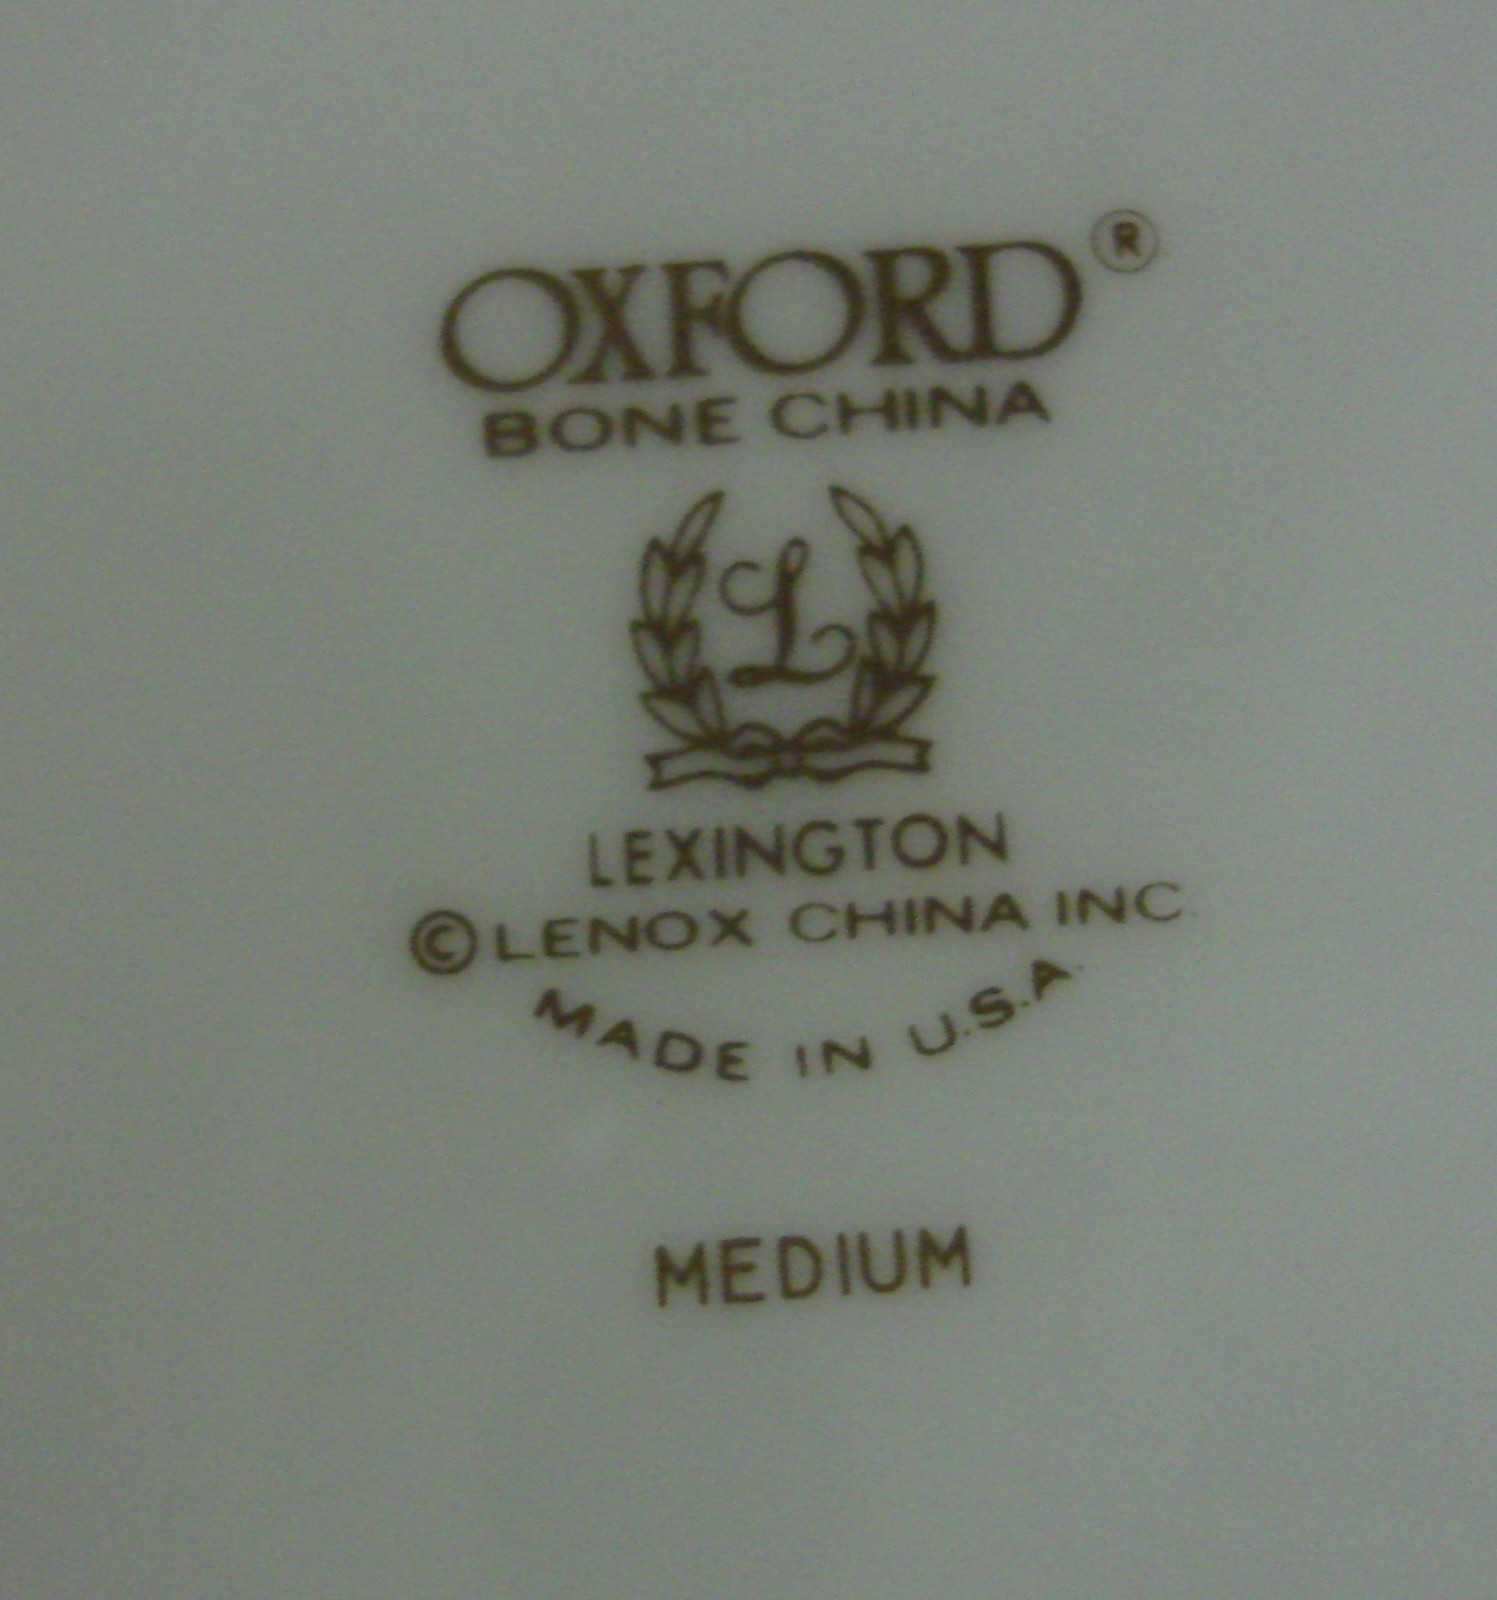 OXFORD®
BONE CHINA
L
LEXINGTON
© LENOX CHINA INC.
MADE IN U.S.A.
MEDIUM